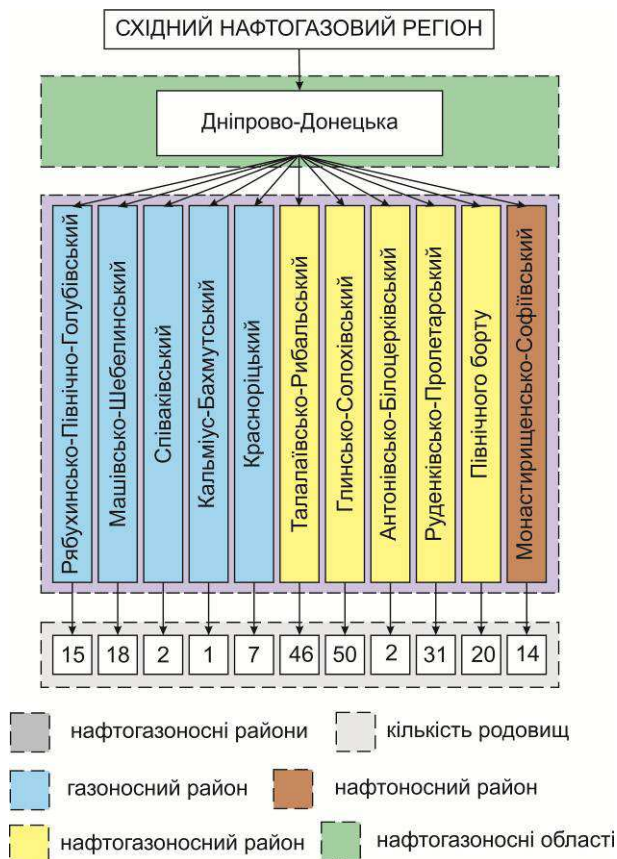 СХІДНИЙ НАФТОГАЗОВИЙ РЕГІОН
Дніпрово-Донецька
Рябухинсько-Північно-Голубівський
Машівсько-Шебелинський
Співаківський
Кальміус-Бахмутський
Красноріцький
Талалаївсько-Рибальський
Глинсько-Солохівський
Антонівсько-Білоцерківський
Руденківсько-Пролетарський
Північного борту
Монастирищенсько-Софіївський
15 18 2 1 7 46 50 2 31 20 14
нафтогазоносні райони кількість родовищ
газоносний район нафтоносний район
нафтогазоносний район нафтогазоносні області